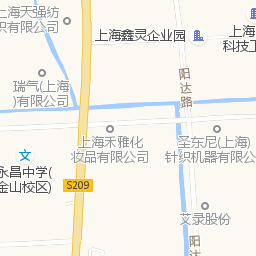 上海天强纺
织有限公司
上海鑫灵企业园
上海
科技工
瑞气(上海
)有限公司
阳达路
上海禾雅化
妆品有限公司
圣东尼(上海)
针织机器有限公司
永昌中学(
金山校区)
S209
艾录股份
阳达